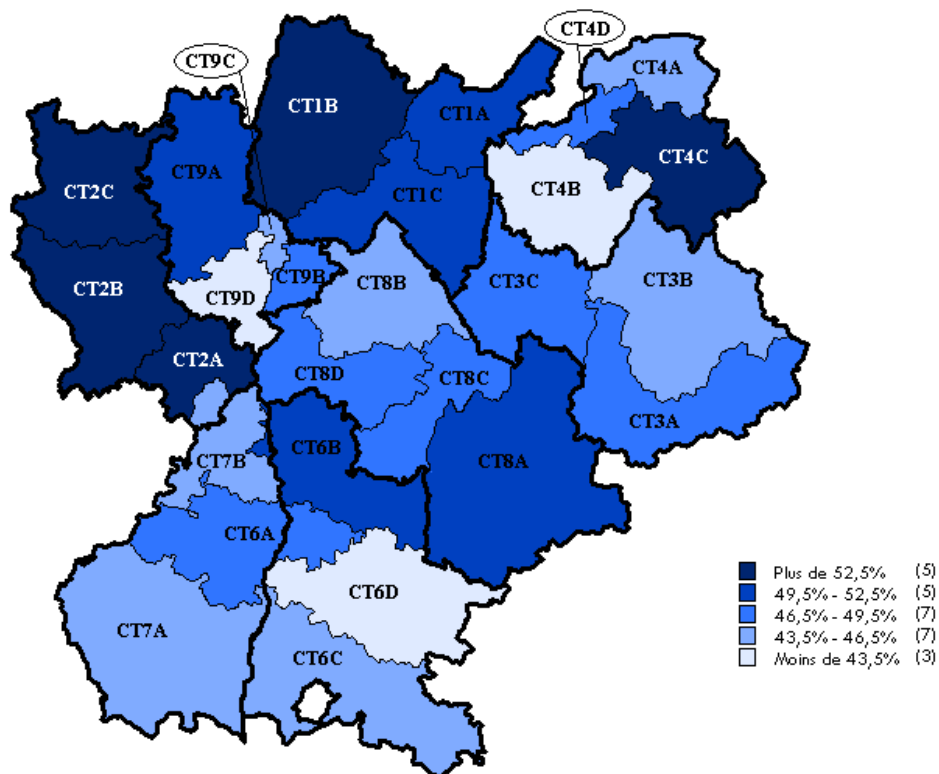 CT4D
CT9C
CT4A
CT1B
CT1A
CT4C
CT2C
CT9A
CT1C
CT4B
CT9B
CT8B
CT3C
CT3B
CT2B
CT9D
CT2A
CT8D
CT8C
CT3A
CT6B
CT7B
CT8A
CT6A
CT6D
CT7A
CT6C
Plus de 52,5% (5)
49,5% - 52,5% (5)
46,5% - 49,5% (7)
43,5% - 46,5% (7)
Moins de 43,5% (3)